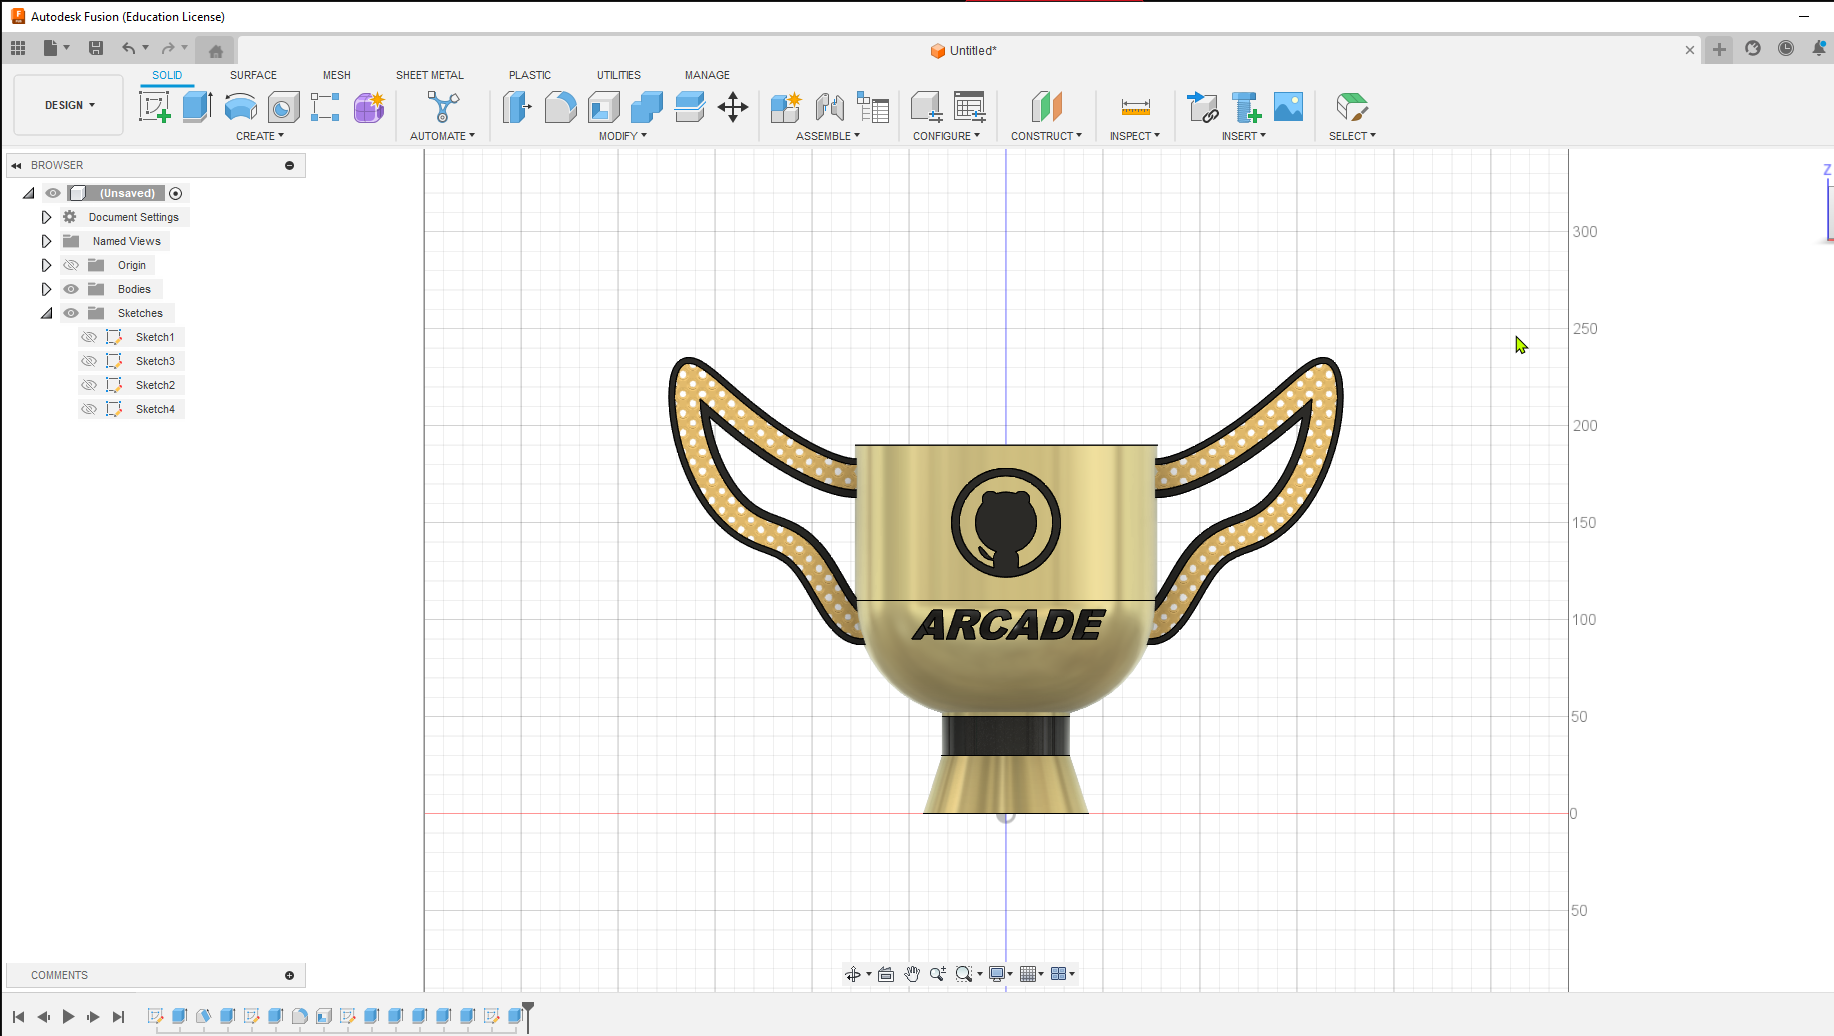 Autodesk Fusion (Education License)
Untitled*
DESIGN
SOLID
SURFACE
MESH
SHEET METAL
PLASTIC
UTILITIES
MANAGE
CREATE
AUTOMATE
MODIFY
ASSEMBLE
CONFIGURE
CONSTRUCT
INSPECT
INSERT
SELECT
BROWSER
(Unsaved)
Document Settings
Named Views
Origin
Bodies
Sketches
Sketch1
Sketch3
Sketch2
Sketch4
Z
300
250
200
150
100
50
0
50
ARCADE
COMMENTS